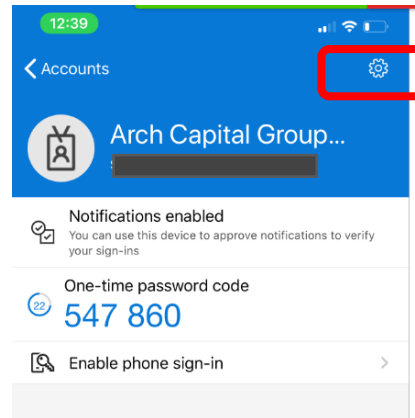 12:39
Accounts
Arch Capital Group...
Notifications enabled
You can use this device to approve notifications to verify
your sign-ins
One-time password code
22
547 860
Enable phone sign-in